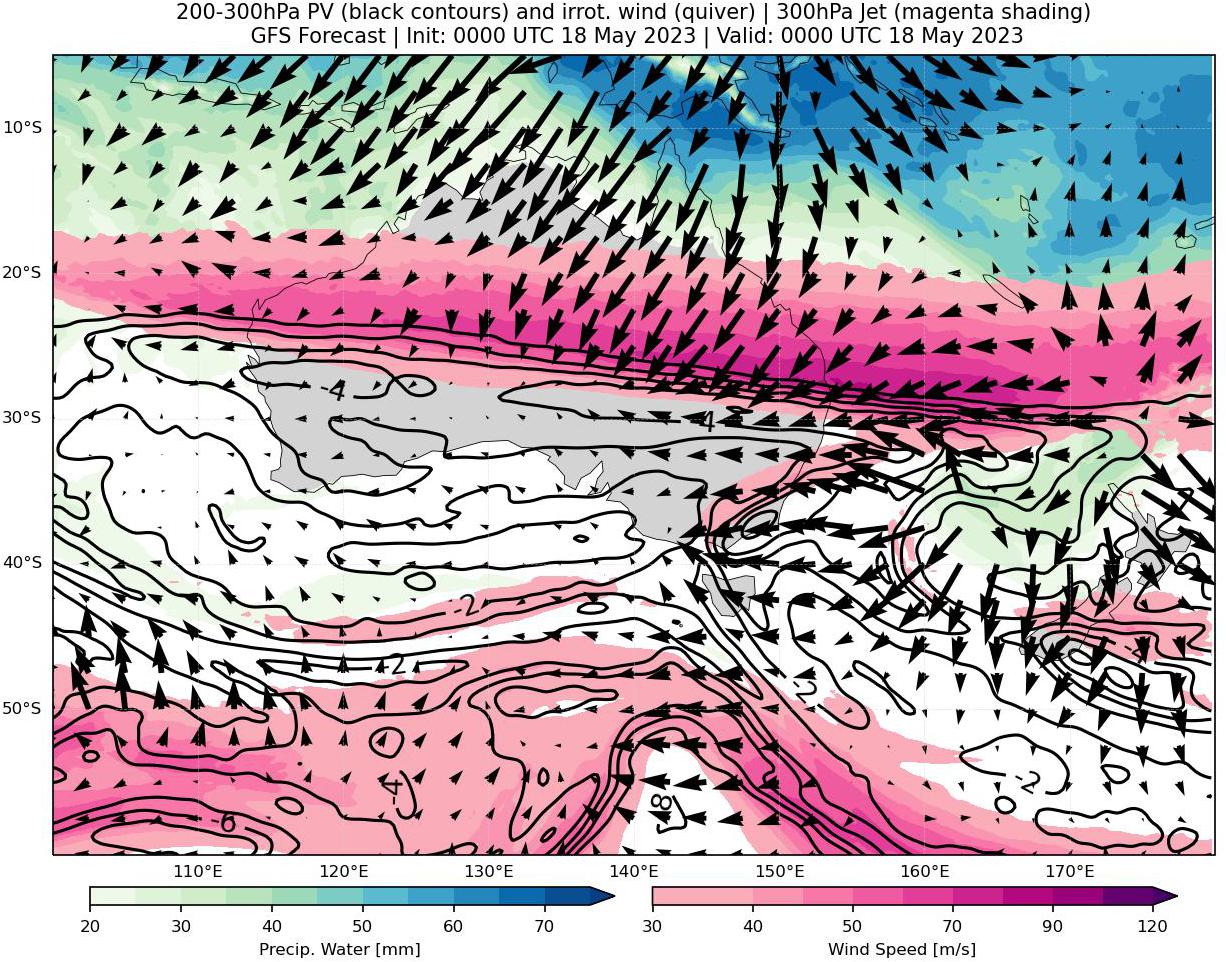 200-300hPa PV (black contours) and irrot. wind (quiver) | 300hPa Jet (magenta shading)
GFS Forecast | Init: 0000 UTC 18 May 2023 | Valid: 0000 UTC 18 May 2023
10°S
20°S
-4
30°S
-4
40°S
-2
-2
-2
50°S
-4
-8
-2
-6
110°E 120°E 130°E 140°E 150°E 160°E 170°E
20 30 40 50 60 70
30 40 50 70 90 120
Precip. Water [mm]
Wind Speed [m/s]